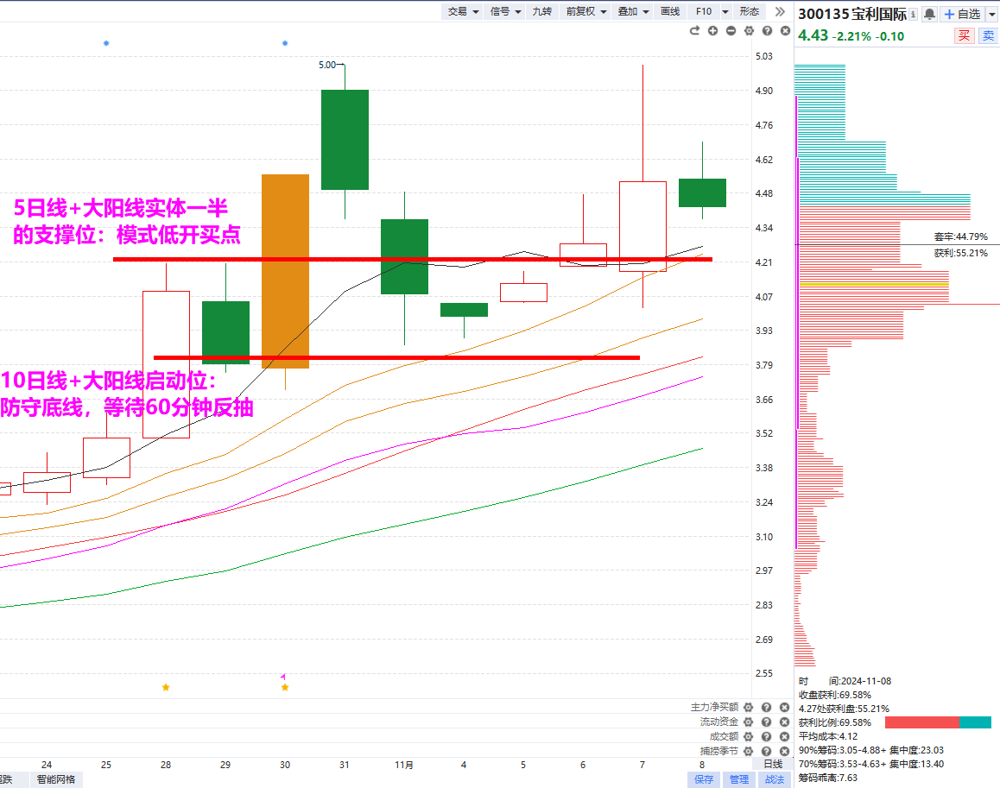 交易 信号 九转 前复权 叠加 画线 F10 形态
300135 宝利国际 自选
4.43 -2.21% -0.10 买 卖
5.03
5.00
4.90
4.76
4.62
4.48
5日线+大阳线实体一半
的支撑位：模式低开买点
4.34
套牢:44.79%
获利:55.21%
4.21
4.07
3.93
3.79
10日线+大阳线启动位：
防守底线，等待60分钟反抽
3.66
3.52
3.38
3.24
3.10
2.97
2.83
2.69
2.55
时 间:2024-11-08
收盘获利:69.58%
4.27处获利盘:55.21%
获利比例:69.58%
平均成本:4.12
90%筹码:3.05-4.88+ 集中度:23.03
70%筹码:3.53-4.63+ 集中度:13.40
筹码乖离:7.63
主力净买额
流动资金
成交额
捕捞季节
24 25 28 29 30 31 11月 4 5 6 7 8 日线
跌 智能网格 保存 管理 战法